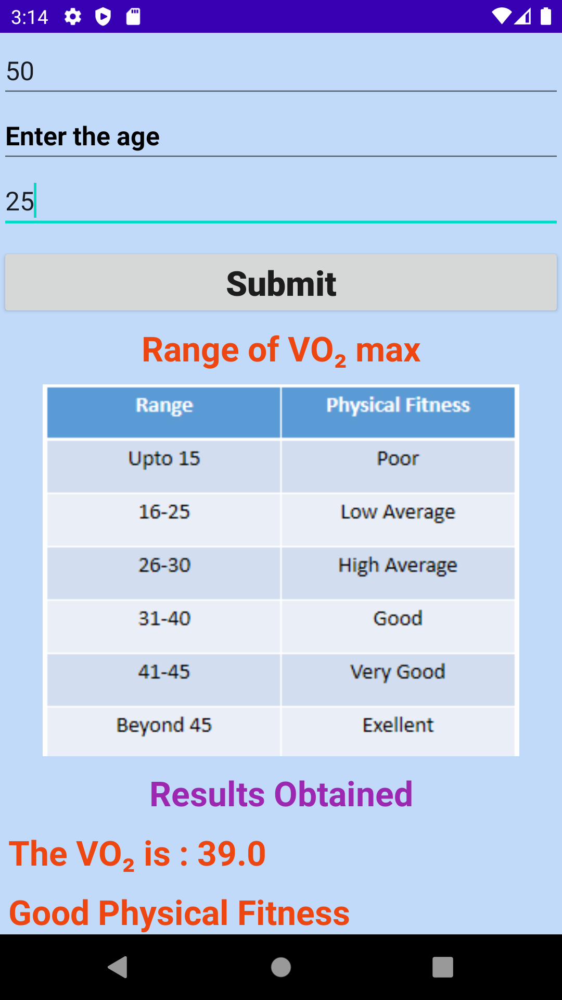 3:14
50
Enter the age
25
Submit
Range of VO₂ max
Range Physical Fitness
Upto 15 Poor
16-25 Low Average
26-30 High Average
31-40 Good
41-45 Very Good
Beyond 45 Exellent
Results Obtained
The VO₂ is : 39.0
Good Physical Fitness